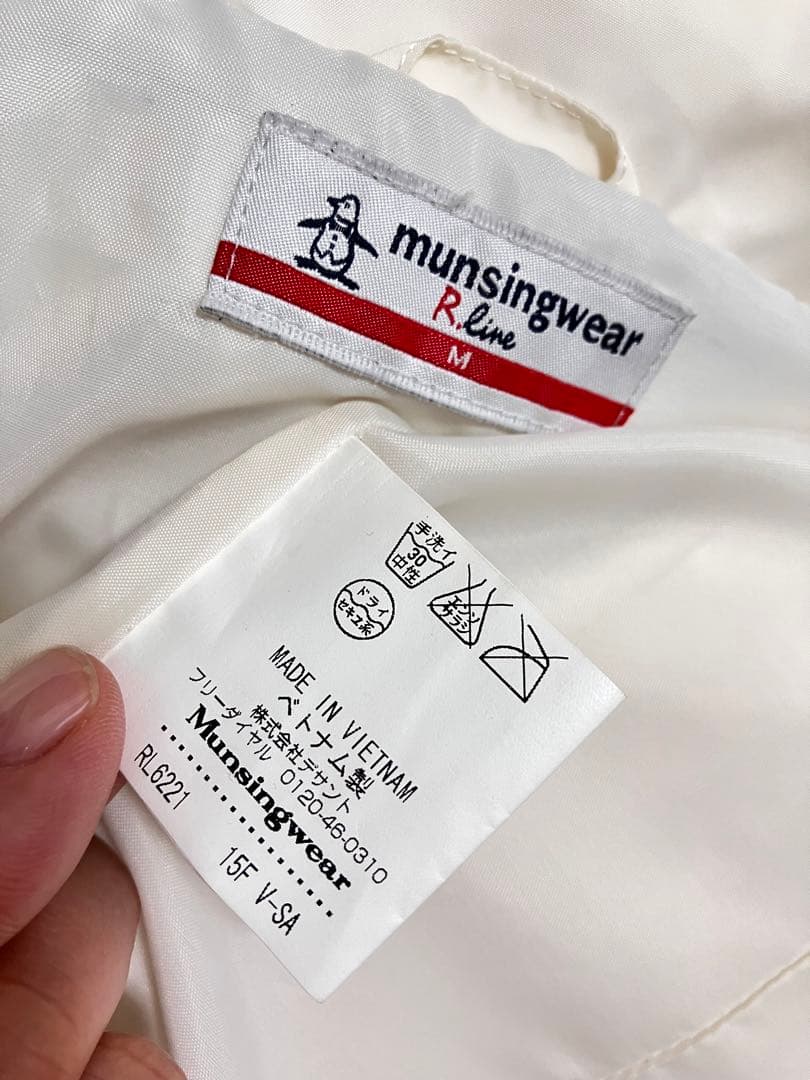 munsingwear
R.line
M
手洗イ
30
中性
エンソ
サラシ
ドライ
セキユ系
MADE IN VIETNAM
ベトナム製
株式会社デサント
フリーダイヤル 0120-46-0310
Munsingwear
RL6221 15F V-SA